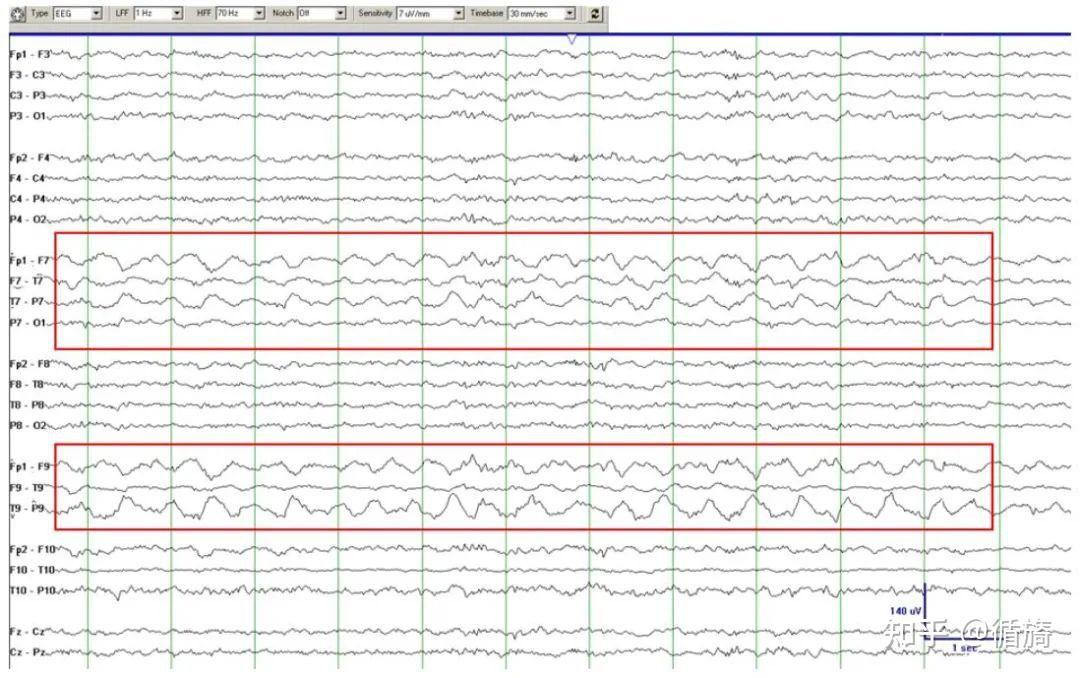 Type EEG LFF 1 Hz HFF 70 Hz Notch Off Sensitivity 7 uV/mm Timebase 30 mm/sec
Fp1 - F3
F3 - C3
C3 - P3
P3 - O1
Fp2 - F4
F4 - C4
C4 - P4
P4 - O2
Fp1 - F7
F7 - T7
T7 - P7
P7 - O1
Fp2 - F8
F8 - T8
T8 - P8
P8 - O2
Fp1 - F9
F9 - T9
T9 - P9
Fp2 - F10
F10 - T10
T10 - P10
140 uV
Fz - Cz
知乎 @循旖
1 sec
Cz - Pz